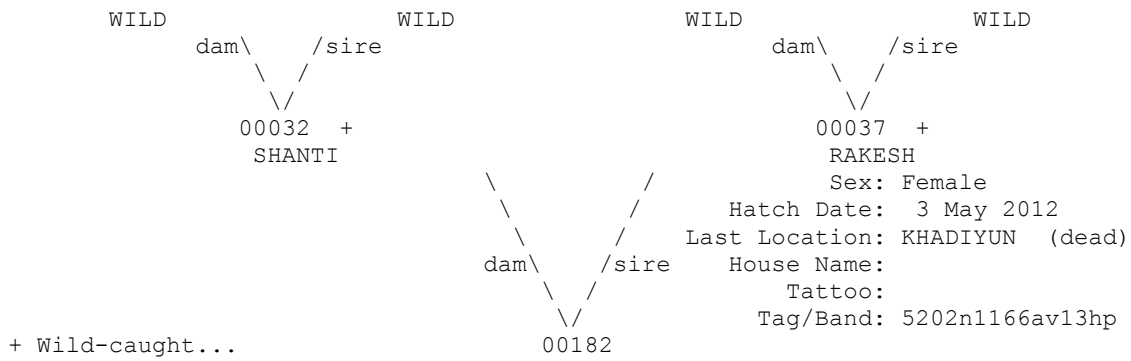 WILD WILD WILD WILD
dam\ /sire dam\ /sire
\ / \ /
\/ \/
00032 + 00037 +
SHANTI RAKESH
\ / Sex: Female
\ / Hatch Date: 3 May 2012
\ / Last Location: KHADIYUN (dead)
dam\ /sire House Name:
\ / Tattoo:
\/ Tag/Band: 5202n1166av13hp
+ Wild-caught... 00182